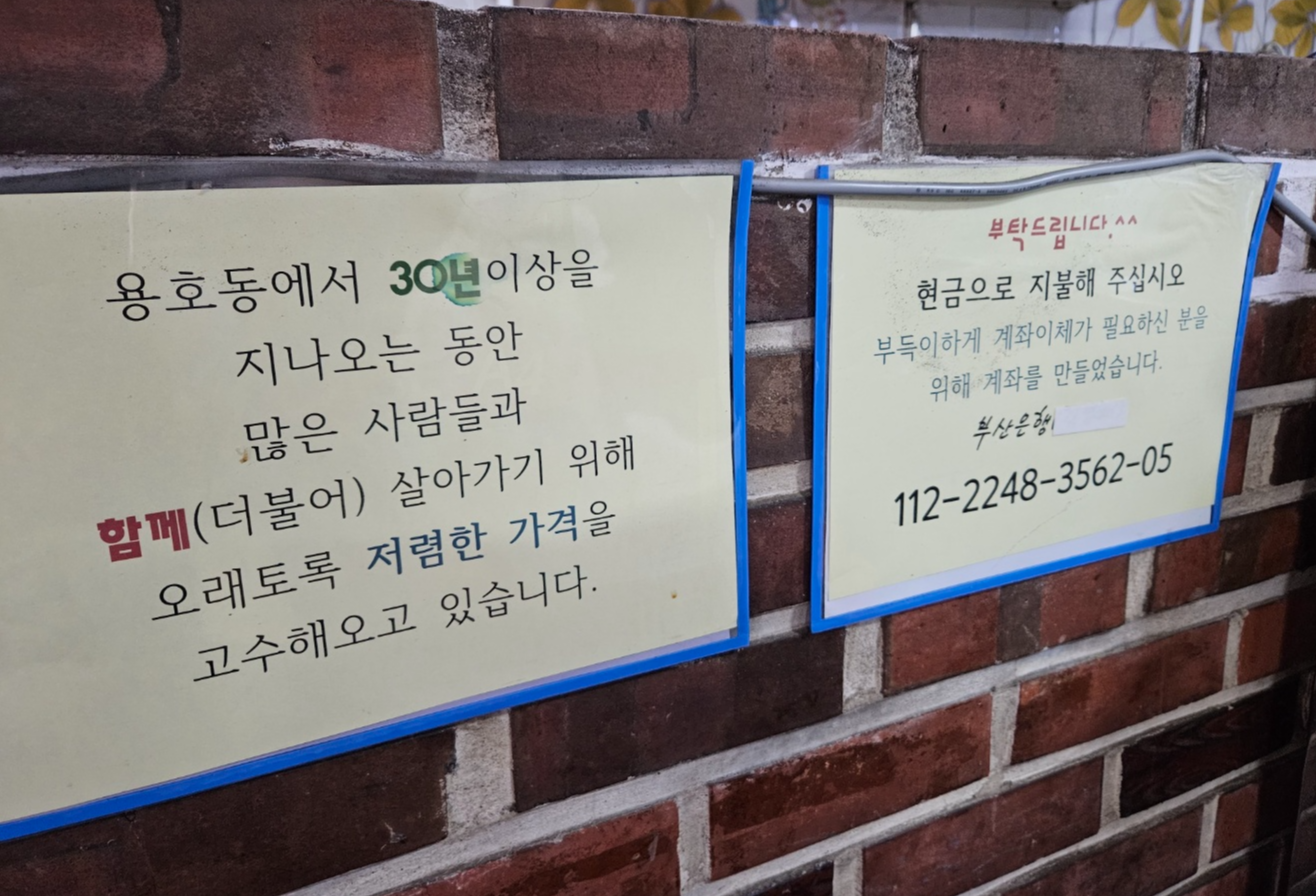 용호동에서 30년이상을
지나오는 동안
많은 사람들과
함께(더불어) 살아가기 위해
오래토록 저렴한 가격을
고수해오고 있습니다.
부탁드립니다.^^
현금으로 지불해 주십시오
부득이하게 계좌이체가 필요하신 분을
위해 계좌를 만들었습니다.
부산은행
112-2248-3562-05